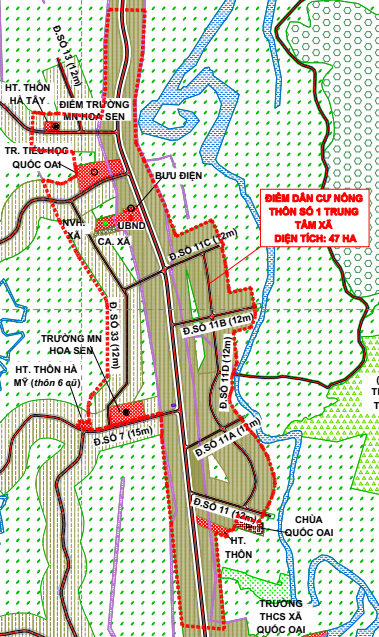 Đ.SỐ 13 (12m)
HT. THÔN
HÀ TÂY
ĐIỂM TRƯỜNG
MN HOA SEN
TR. TIỂU HỌC
QUỐC OAI
BƯU ĐIỆN
NVH.
XÃ
UBND
CA. XÃ
ĐIỂM DÂN CƯ NÔNG
THÔN SỐ 1 TRUNG
TÂM XÃ
DIỆN TÍCH: 47 HA
Đ.SỐ 11C (12m)
Đ.SỐ 11B (12m)
Đ.SỐ 33 (12m)
Đ.SỐ 11D (12m)
TRƯỜNG MN
HOA SEN
HT. THÔN HÀ
MỸ (thôn 6 cũ)
Đ.SỐ 7 (15m)
Đ.SỐ 11A (12m)
Đ.SỐ 11 (12m)
CHÙA
QUỐC OAI
HT.
THÔN
TRƯỜNG
THCS XÃ
QUỐC OAI